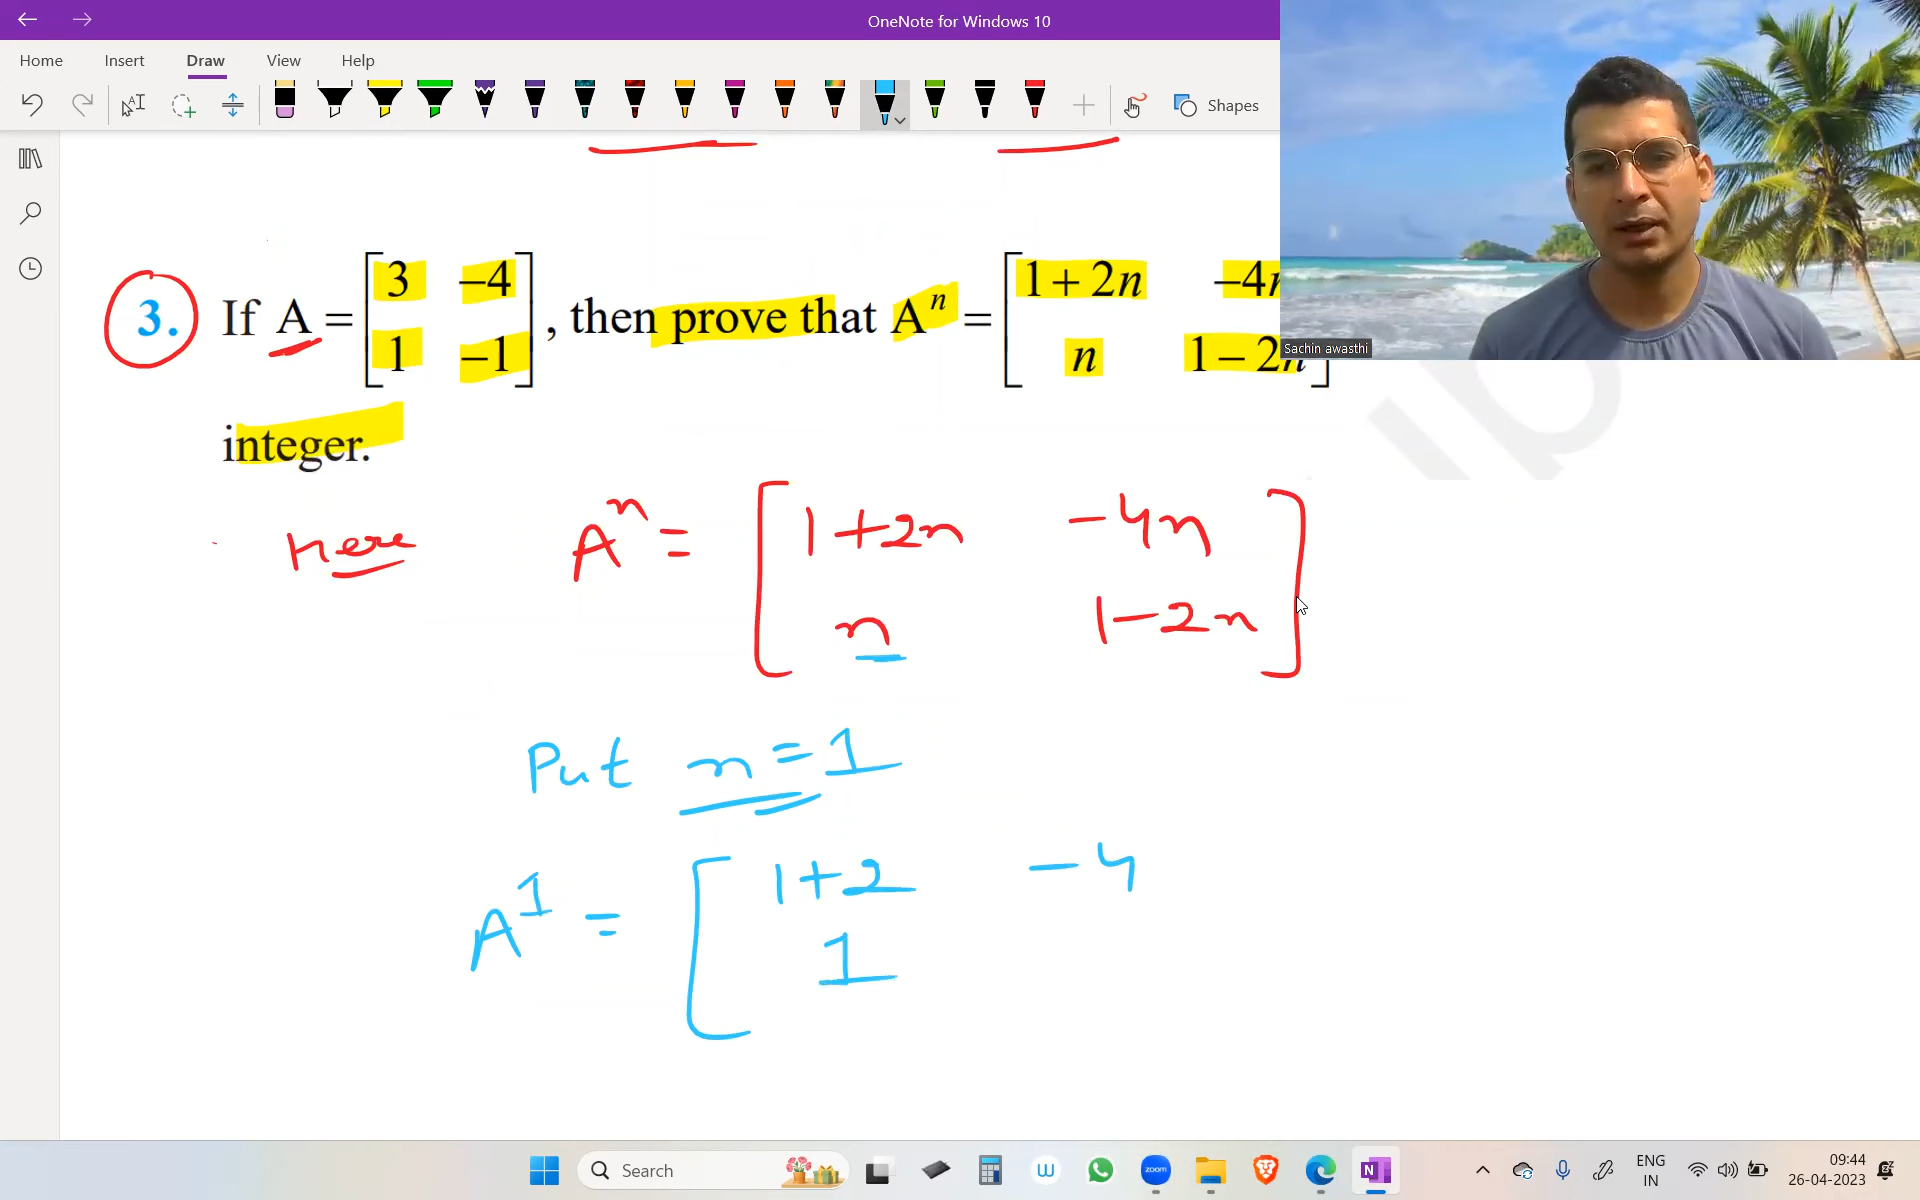 OneNote for Windows 10
Home Insert Draw View Help
Shapes
3. If A = [3 −4
1 −1], then prove that Aⁿ = [1 + 2n −4n
n 1 − 2n]
integer.
Sachin awasthi
Here Aⁿ = [1+2n −4n
n 1−2n]
Put n = 1
A¹ = [1+2 −4
1
Search
zoom
ENG
IN
09:44
26-04-2023